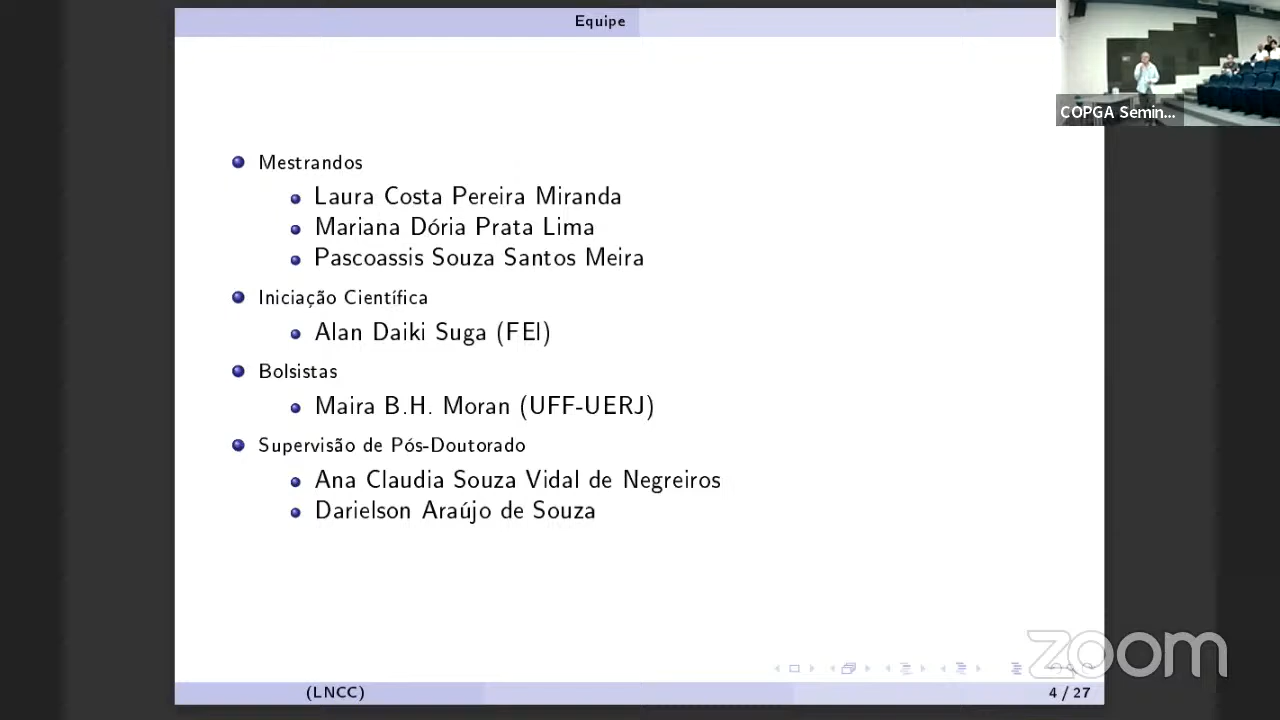 Equipe
COPGA Semin...
Mestrandos
Laura Costa Pereira Miranda
Mariana Dória Prata Lima
Pascoassis Souza Santos Meira
Iniciação Científica
Alan Daiki Suga (FEI)
Bolsistas
Maira B.H. Moran (UFF-UERJ)
Supervisão de Pós-Doutorado
Ana Claudia Souza Vidal de Negreiros
Darielson Araújo de Souza
zoom
(LNCC)
4 / 27